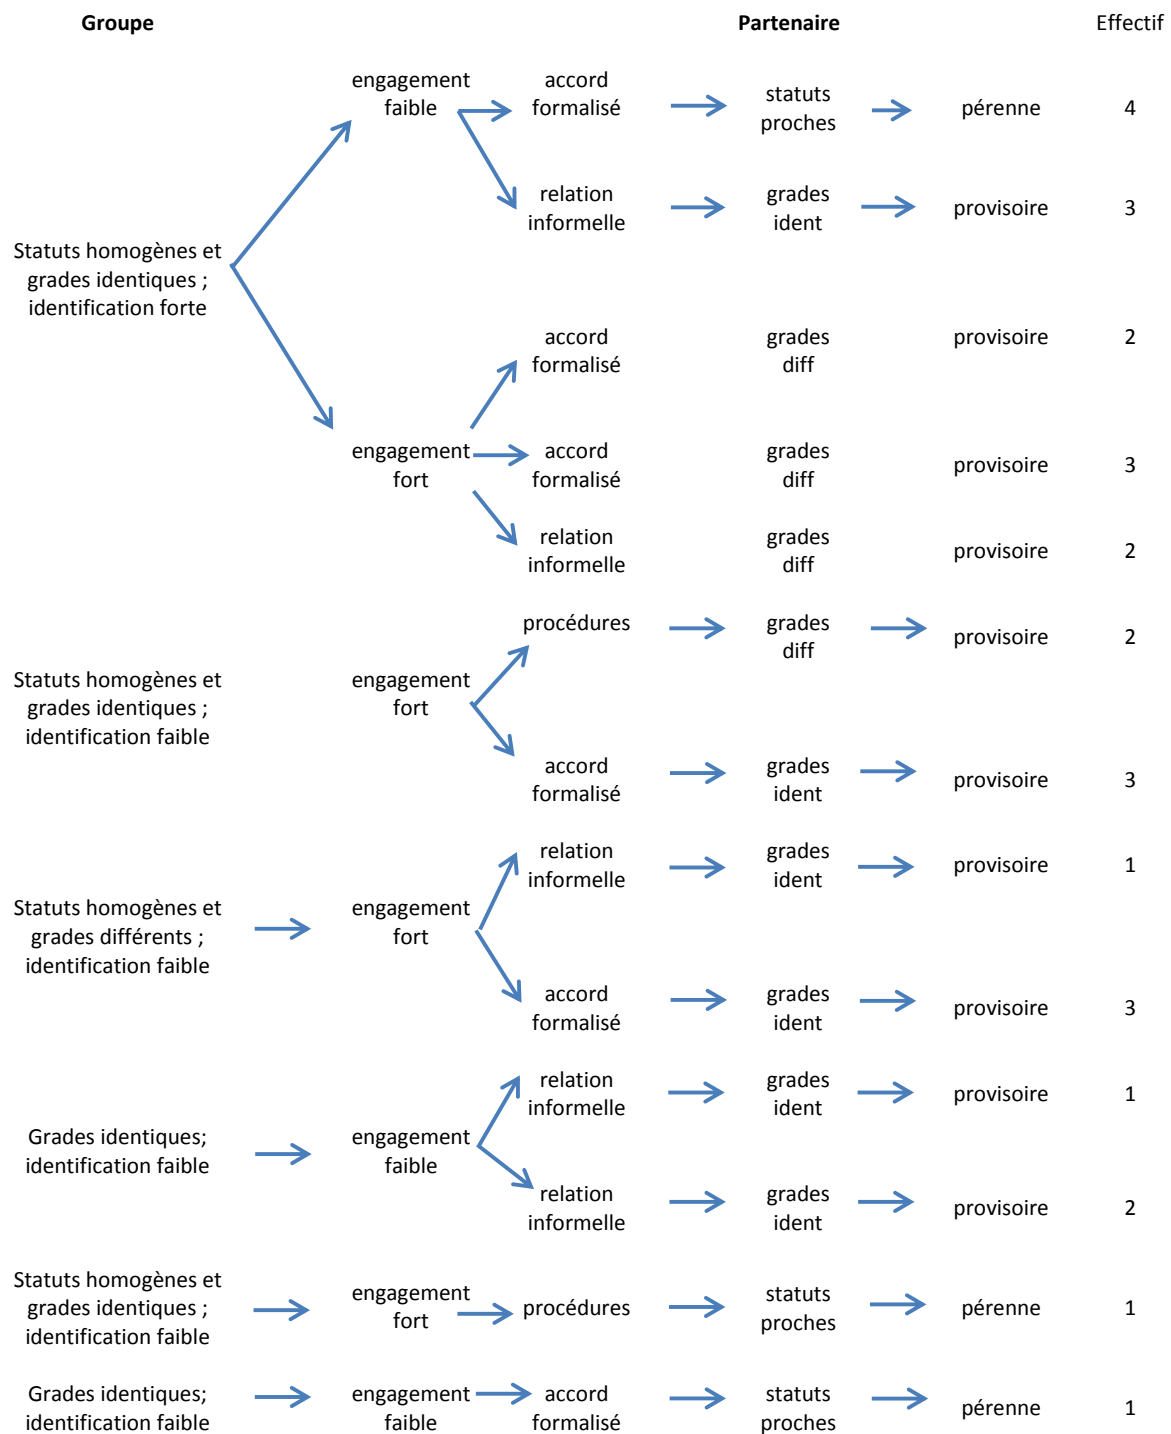 Groupe Partenaire Effectif
engagement
faible
accord
formalisé
statuts
proches
pérenne
4
relation
informelle
grades
ident
provisoire
3
Statuts homogènes et
grades identiques ;
identification forte
accord
formalisé
grades
diff
provisoire
2
engagement
fort
accord
formalisé
grades
diff
provisoire
3
relation
informelle
grades
diff
provisoire
2
Statuts homogènes et
grades identiques ;
identification faible
engagement
fort
procédures
grades
diff
provisoire
2
accord
formalisé
grades
ident
provisoire
3
Statuts homogènes et
grades différents ;
identification faible
engagement
fort
relation
informelle
grades
ident
provisoire
1
accord
formalisé
grades
ident
provisoire
3
Grades identiques;
identification faible
engagement
faible
relation
informelle
grades
ident
provisoire
1
relation
informelle
grades
ident
provisoire
2
Statuts homogènes et
grades identiques ;
identification faible
engagement
fort
procédures
statuts
proches
pérenne
1
Grades identiques;
identification faible
engagement
faible
accord
formalisé
statuts
proches
pérenne
1